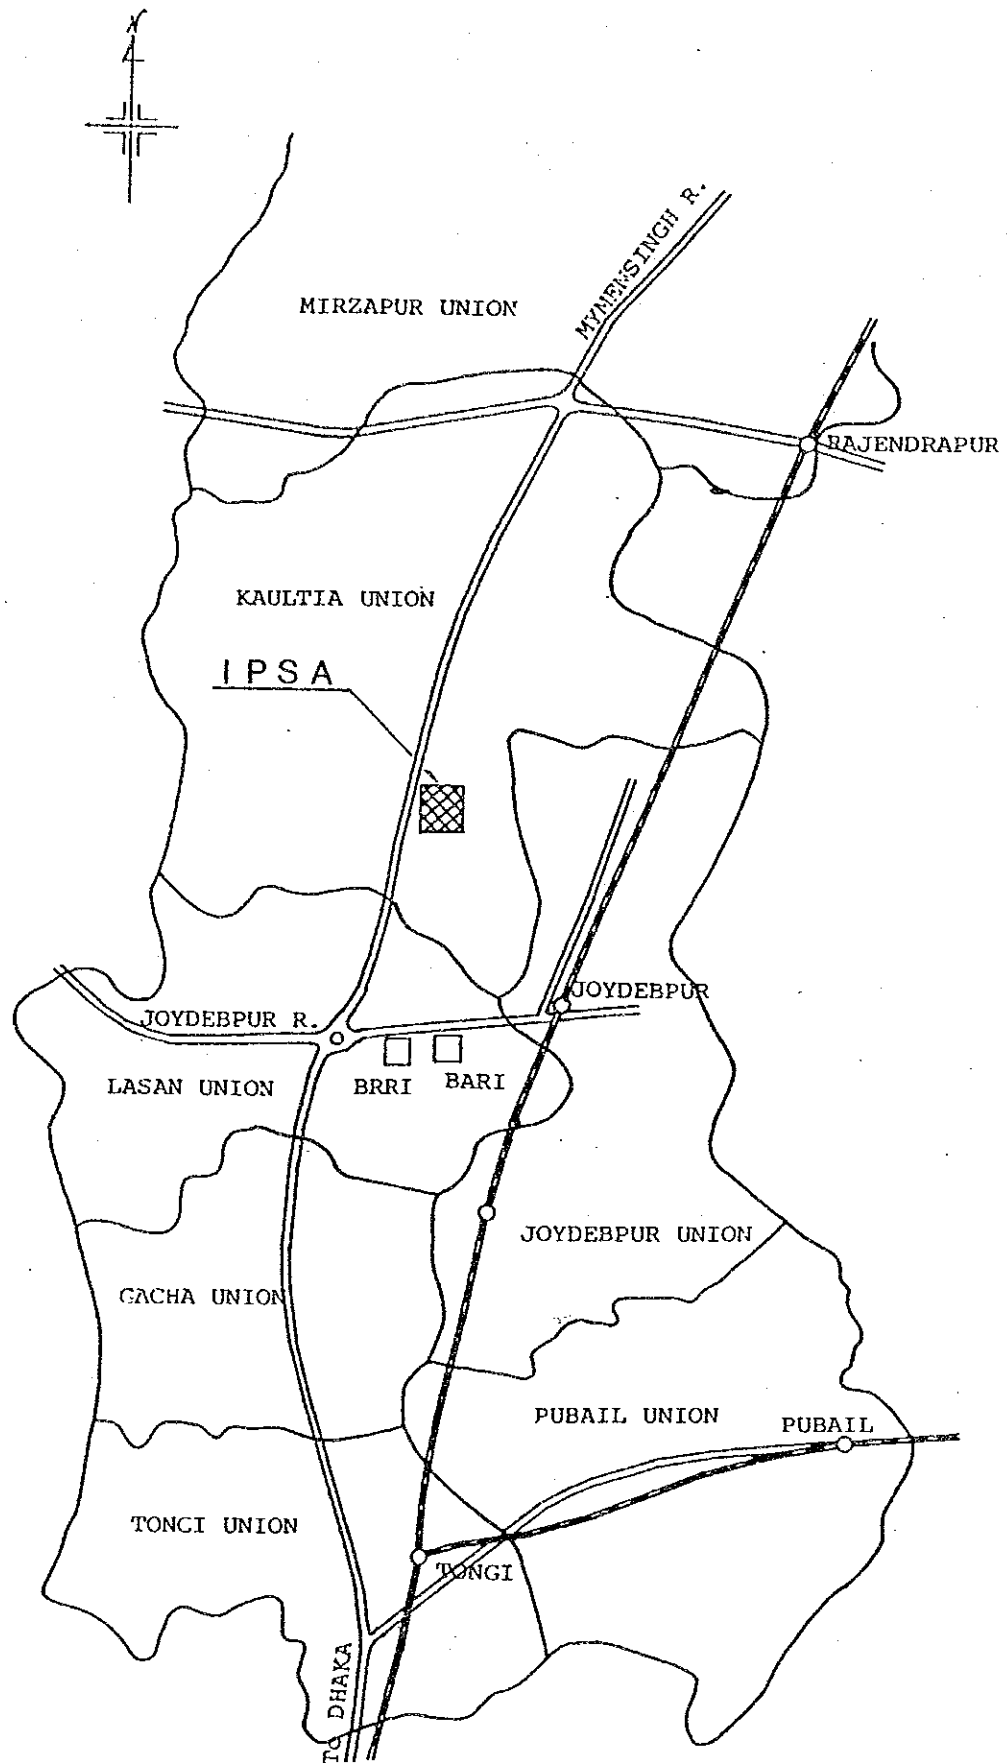 N
MYMENSINGH R.
MIRZAPUR UNION
RAJENDRAPUR
KAULTIA UNION
IPSA
JOYDEBPUR
JOYDEBPUR R.
LASAN UNION
BRRI
BARI
JOYDEBPUR UNION
GACHA UNION
PUBAIL UNION
PUBAIL
TONGI UNION
TONGI
TO DHAKA